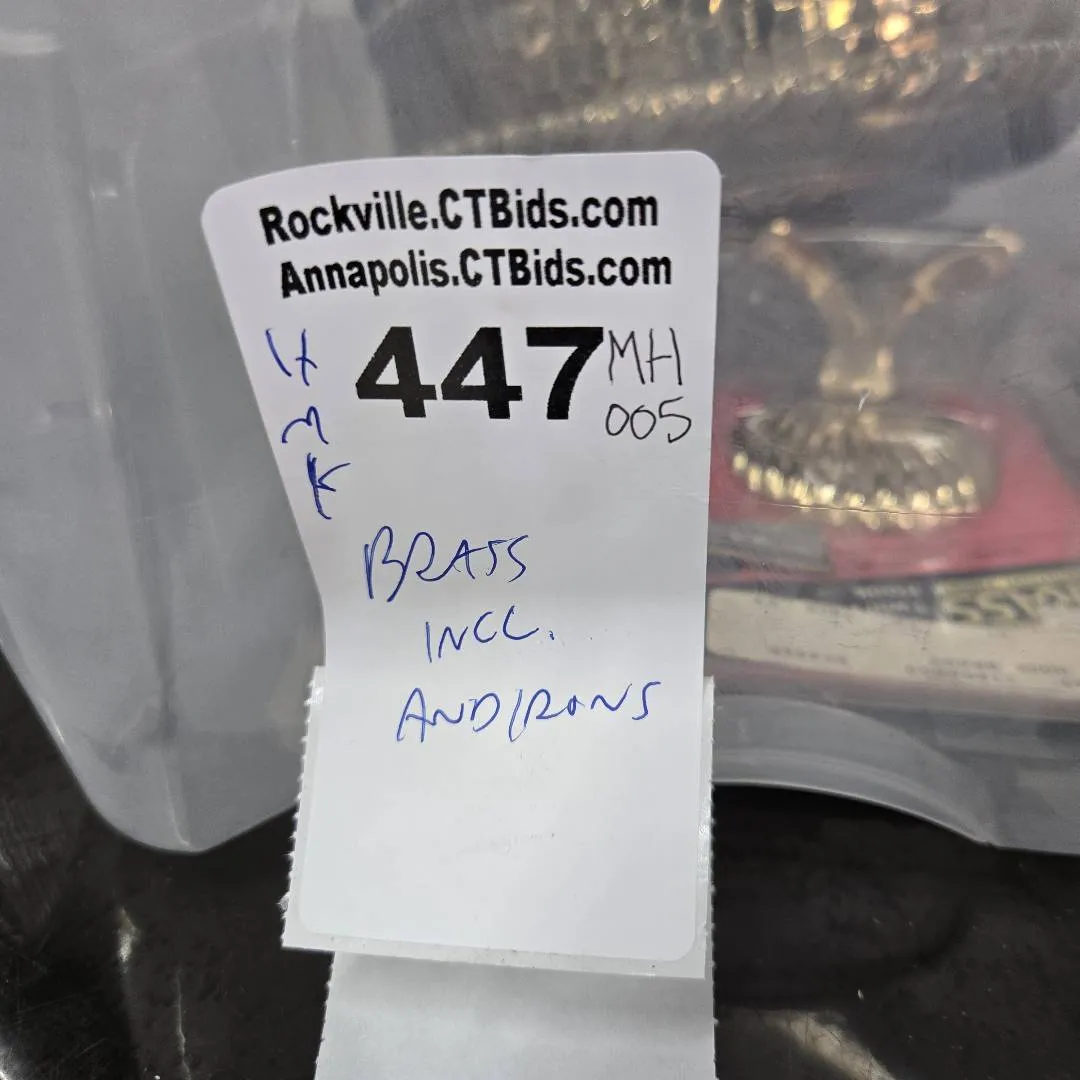 Rockville.CTBids.com
Annapolis.CTBids.com
447
MH
005
BRASS
INCL.
ANDIRONS